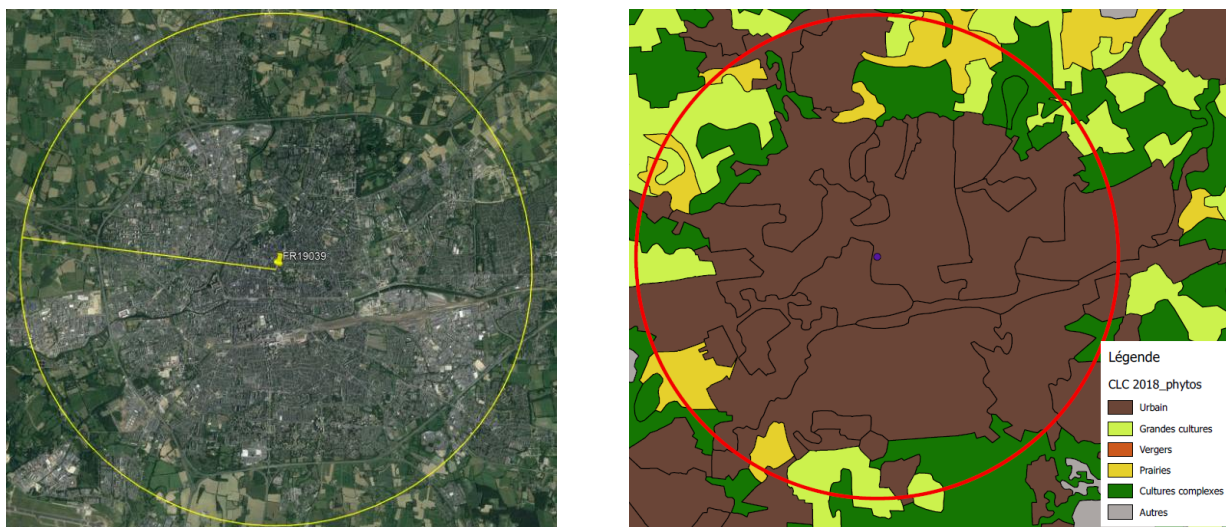 FR19039
Légende
CLC 2018_phytos
Urbain
Grandes cultures
Vergers
Prairies
Cultures complexes
Autres